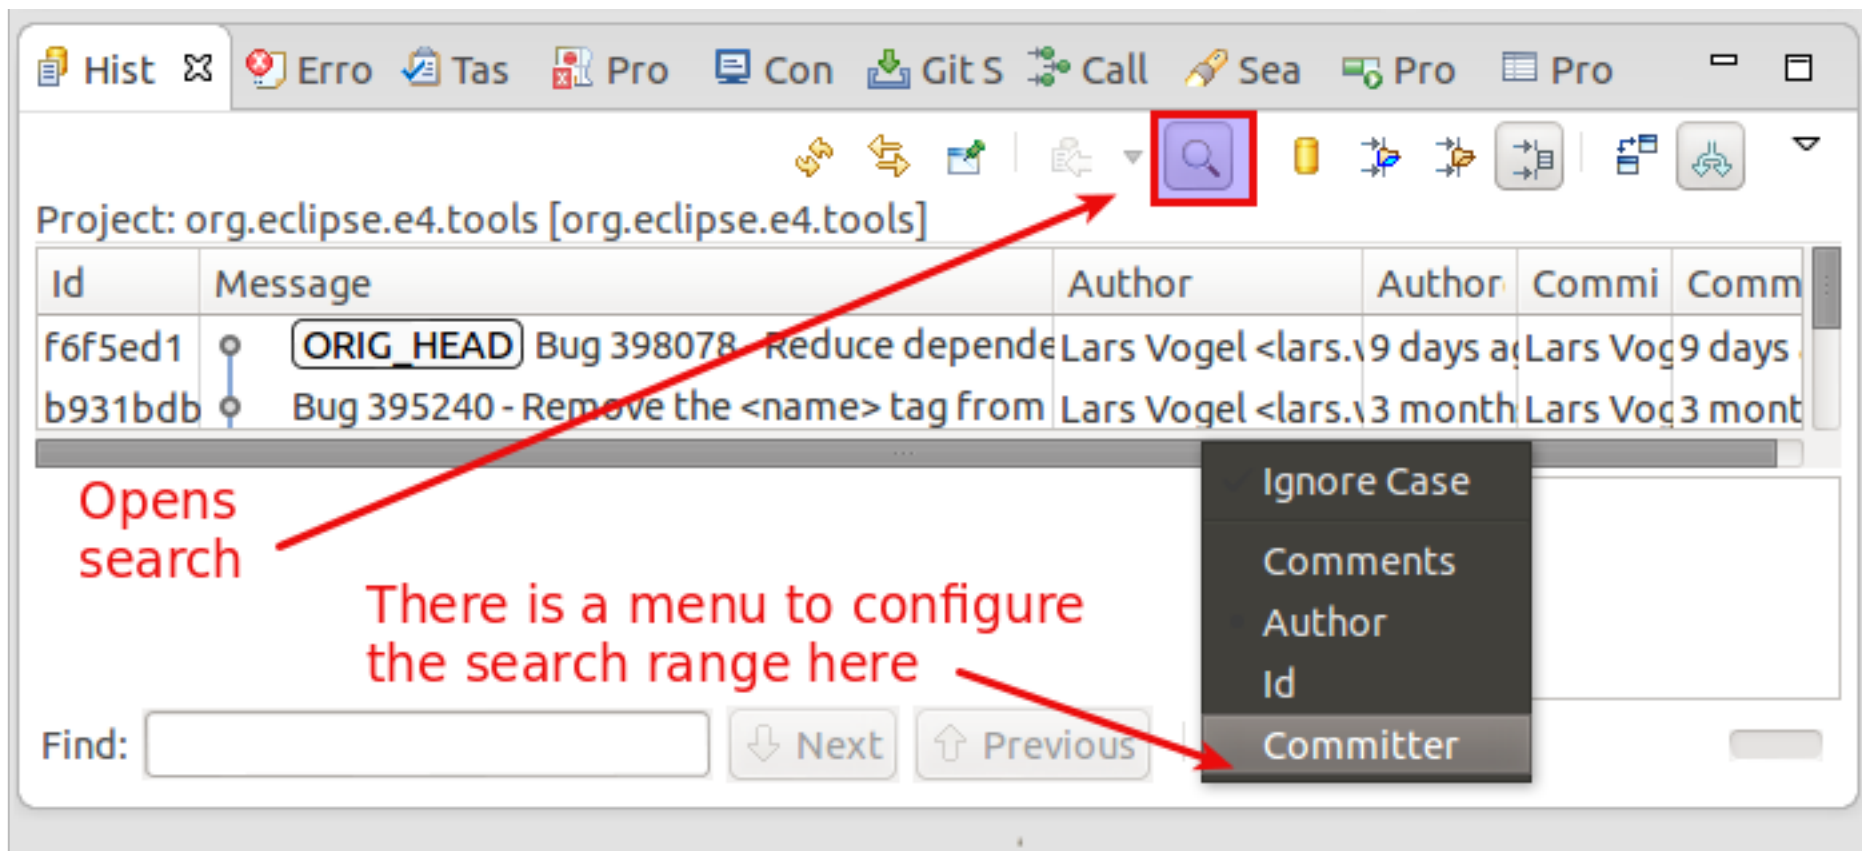 Hist Erro Tas Pro Con Git S Call Sea Pro Pro
Project: org.eclipse.e4.tools [org.eclipse.e4.tools]
Id Message Author Author Commi Comm
f6f5ed1 ORIG_HEAD Bug 398078 - Reduce depende Lars Vogel <lars.v 9 days ag Lars Vog 9 days
b931bdb Bug 395240 - Remove the <name> tag from Lars Vogel <lars.v 3 month Lars Vog 3 mont
Ignore Case
Opens
search
Comments
There is a menu to configure
Author
the search range here
Id
Find: Next Previous Committer